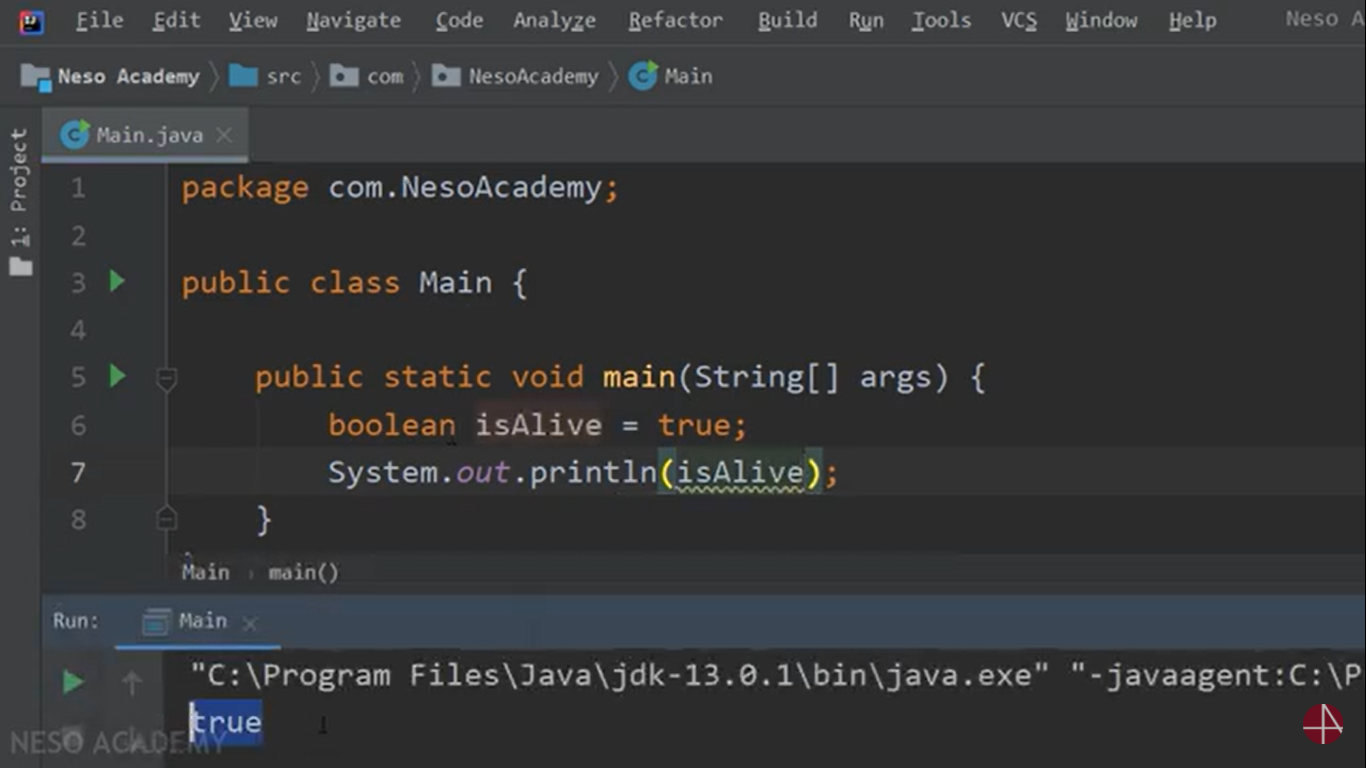 File Edit View Navigate Code Analyze Refactor Build Run Tools VCS Window Help Neso A
Neso Academy src com NesoAcademy Main
Main.java
1: Project
1 package com.NesoAcademy;
2
3 public class Main {
4
5 public static void main(String[] args) {
6 boolean isAlive = true;
7 System.out.println(isAlive);
8 }
Main main()
Run: Main
"C:\Program Files\Java\jdk-13.0.1\bin\java.exe" "-javaagent:C:\P
true
NESO ACADEMY